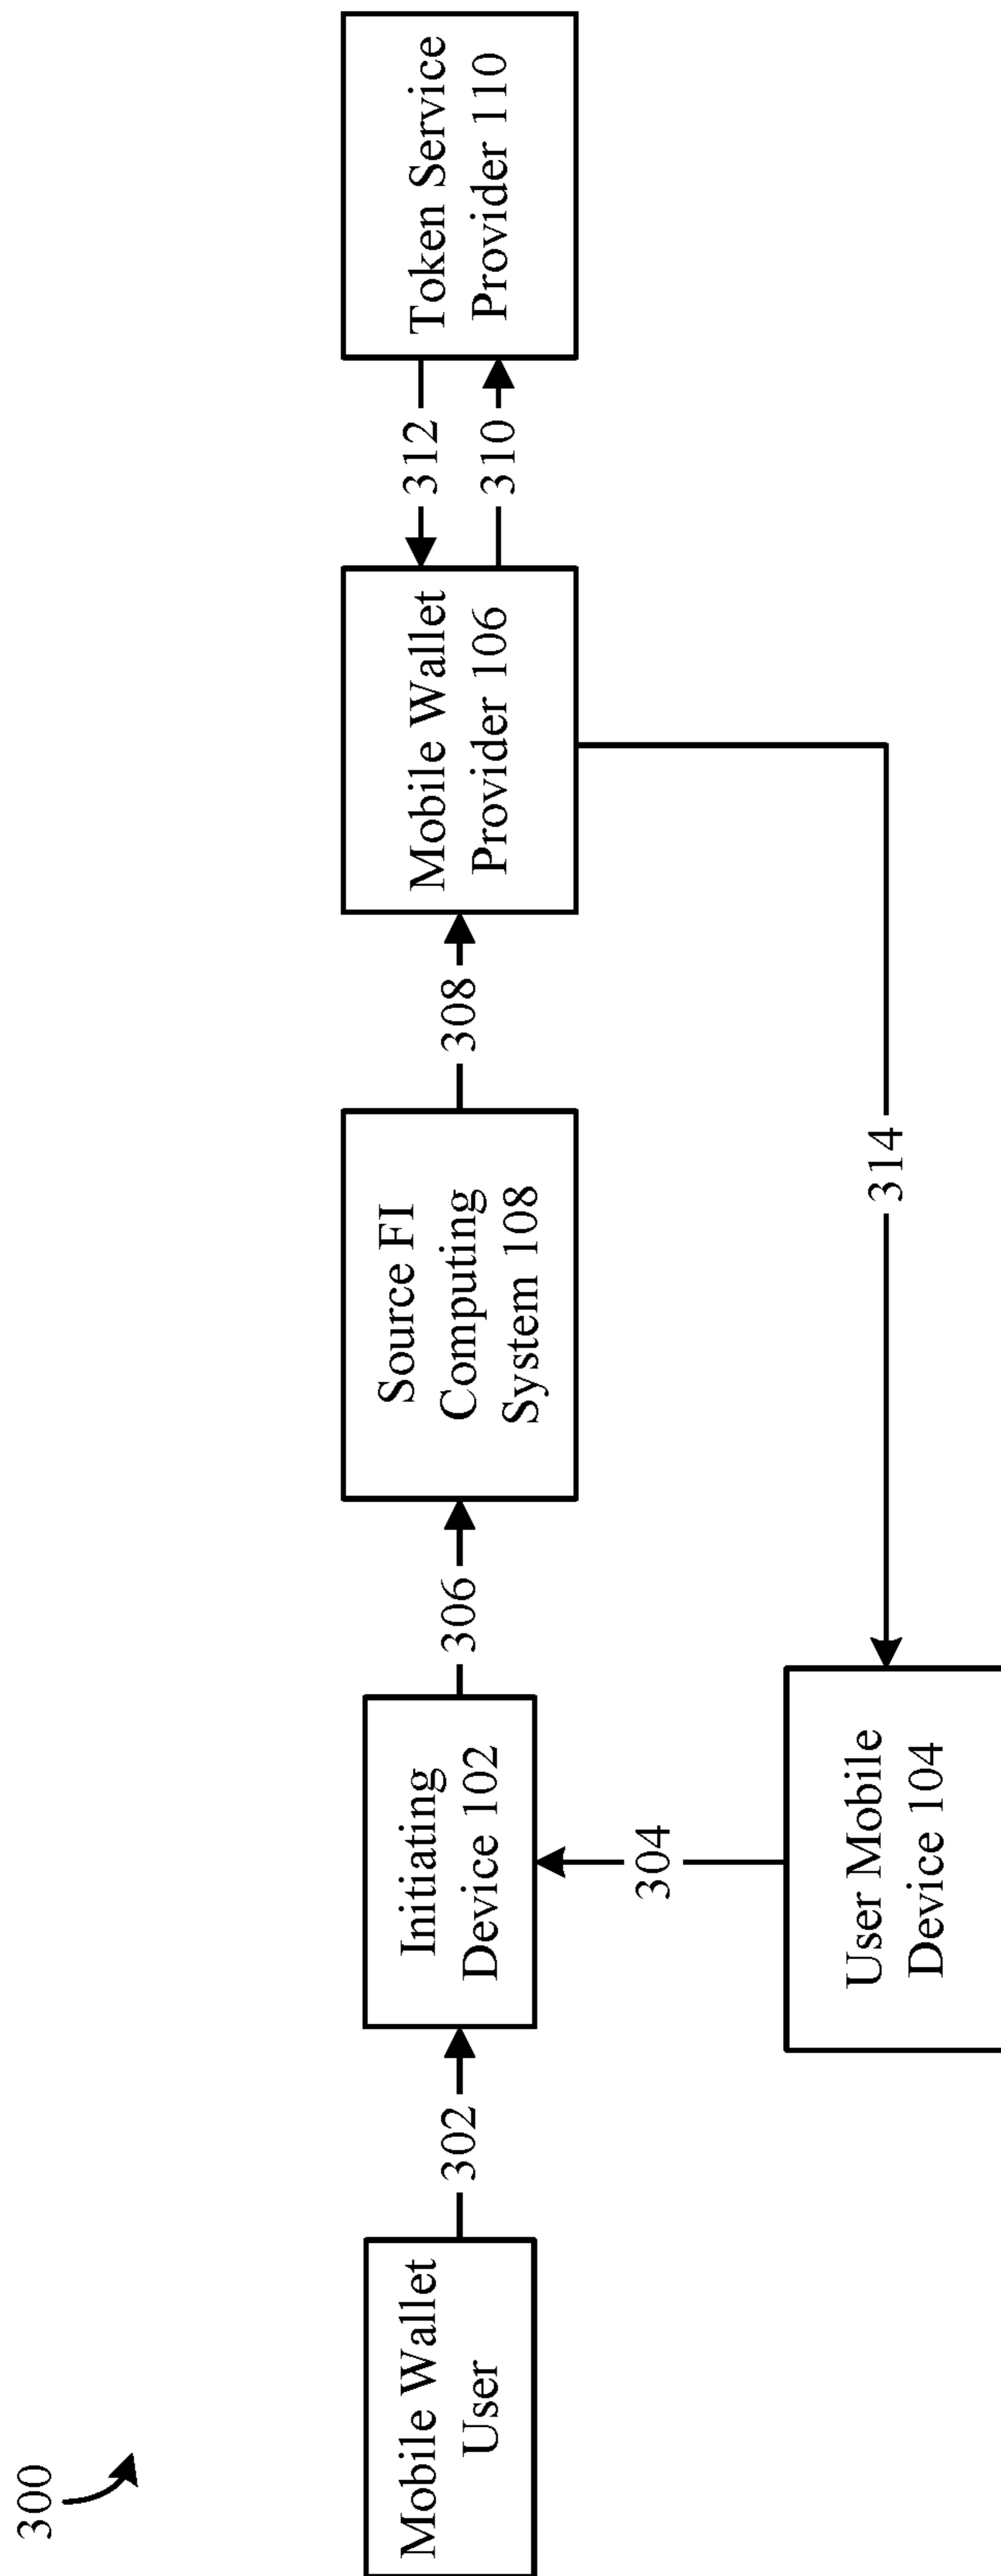 300
Mobile Wallet
User
302
Initiating
Device 102
306
Source FI
Computing
System 108
308
Mobile Wallet
Provider 106
312
310
Token Service
Provider 110
304
314
User Mobile
Device 104